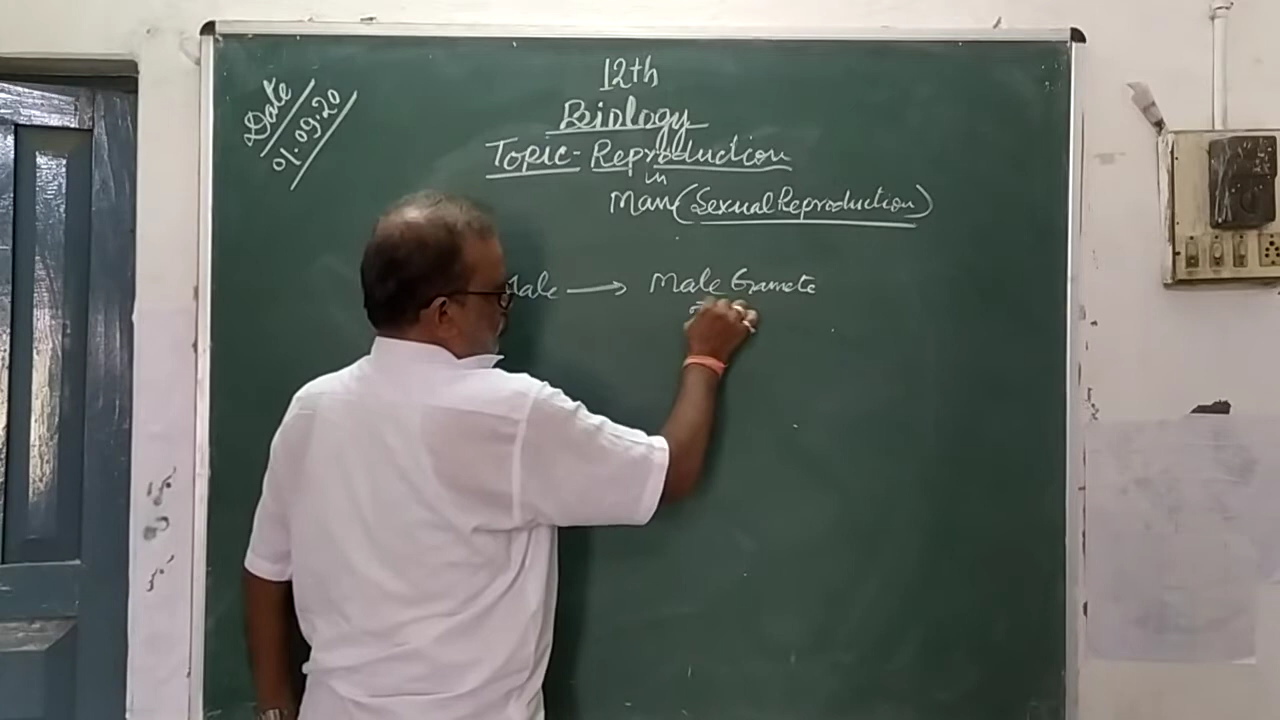 Date
01.09.20
12th
Biology
Topic- Reproduction
in
Man (Sexual Reproduction)
Male → Male Gamete